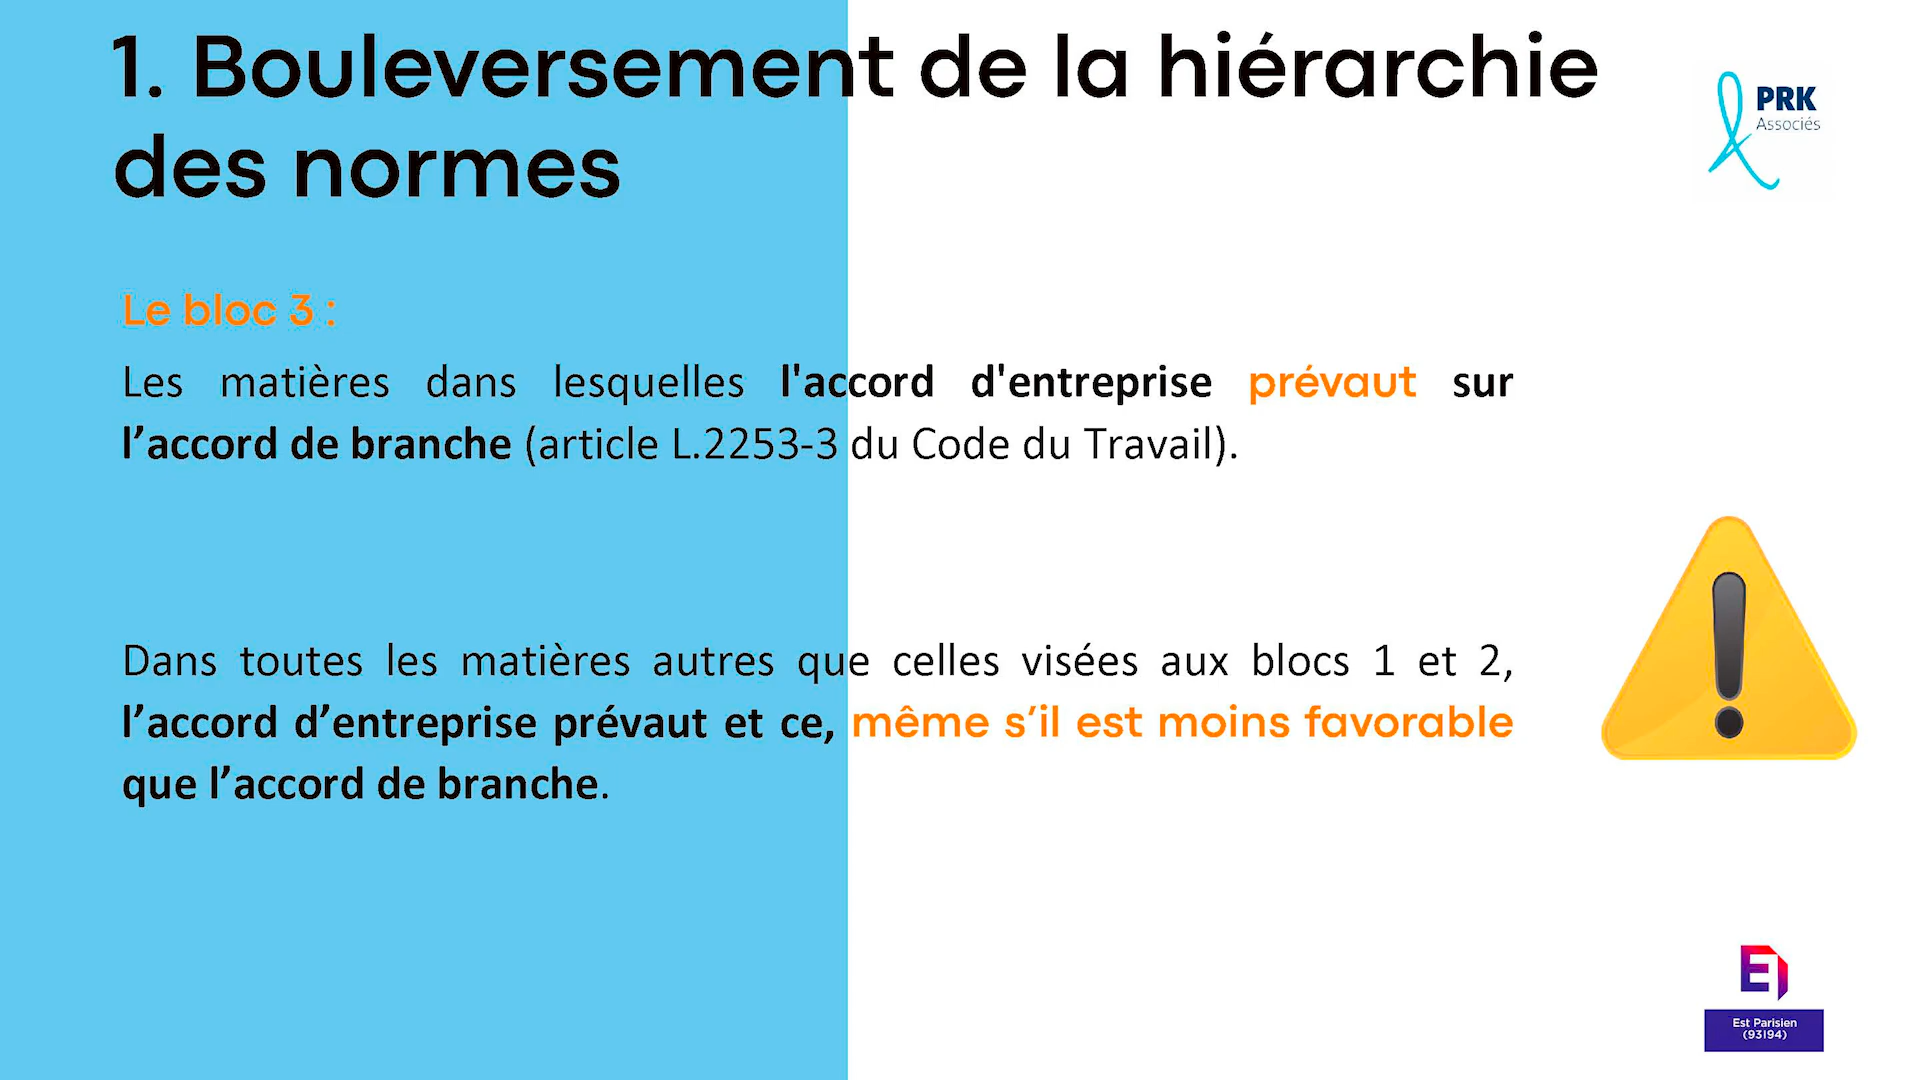 1. Bouleversement de la hiérarchie
des normes
PRK
Associés
Le bloc 3 :
Les matières dans lesquelles l'accord d'entreprise prévaut sur
l’accord de branche (article L.2253-3 du Code du Travail).
Dans toutes les matières autres que celles visées aux blocs 1 et 2,
l’accord d’entreprise prévaut et ce, même s’il est moins favorable
que l’accord de branche.
Est Parisien
(93|94)